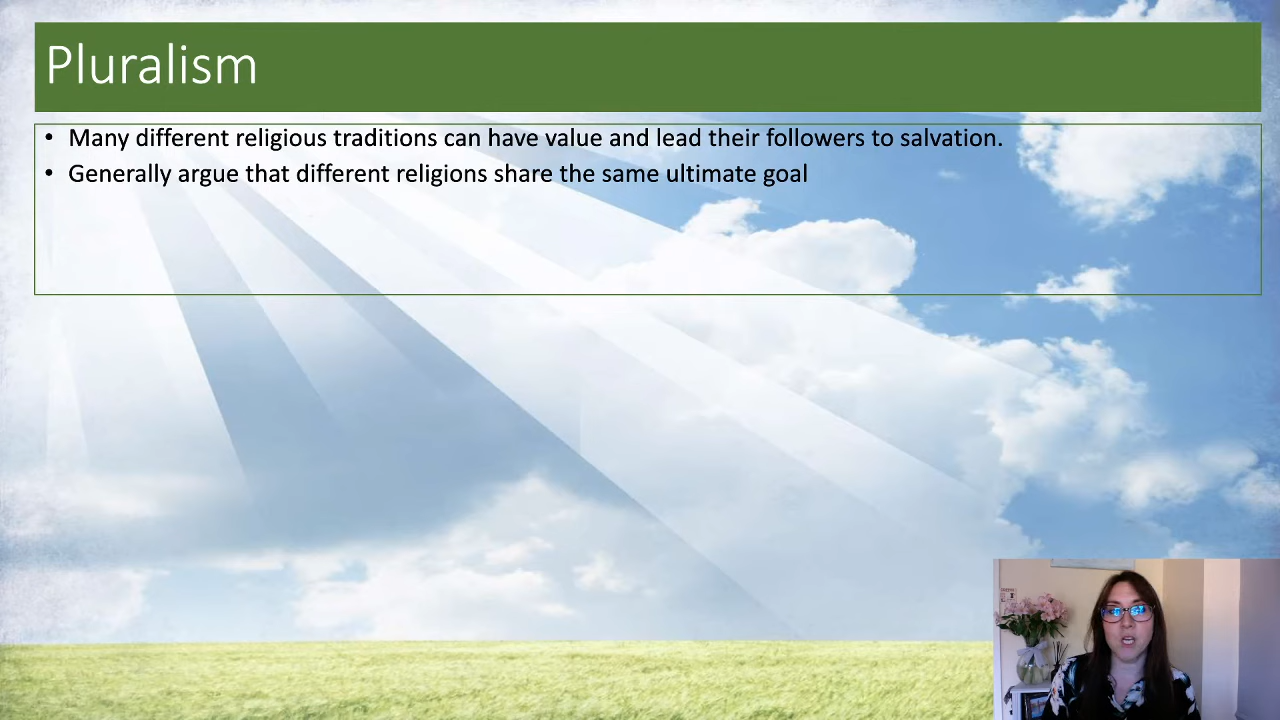 Pluralism
• Many different religious traditions can have value and lead their followers to salvation.
• Generally argue that different religions share the same ultimate goal